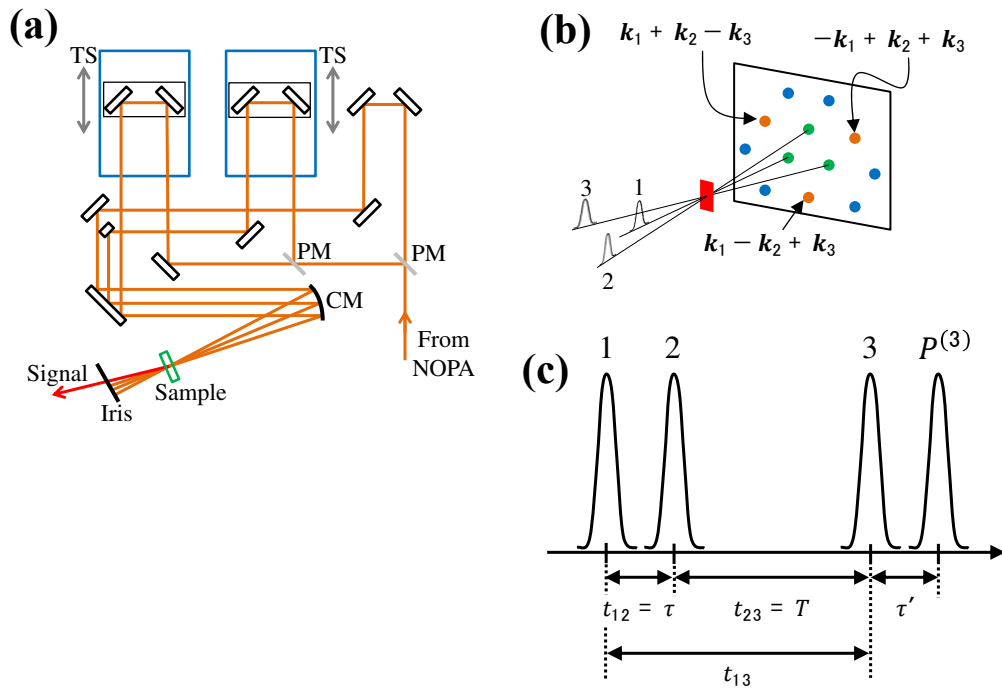 (a)
TS
TS
PM
PM
CM
From
NOPA
Signal
Sample
Iris
(b)
k₁ + k₂ − k₃
−k₁ + k₂ + k₃
3
1
2
k₁ − k₂ + k₃
(c)
1 2 3 P⁽³⁾
t₁₂ = τ t₂₃ = T τ′
t₁₃